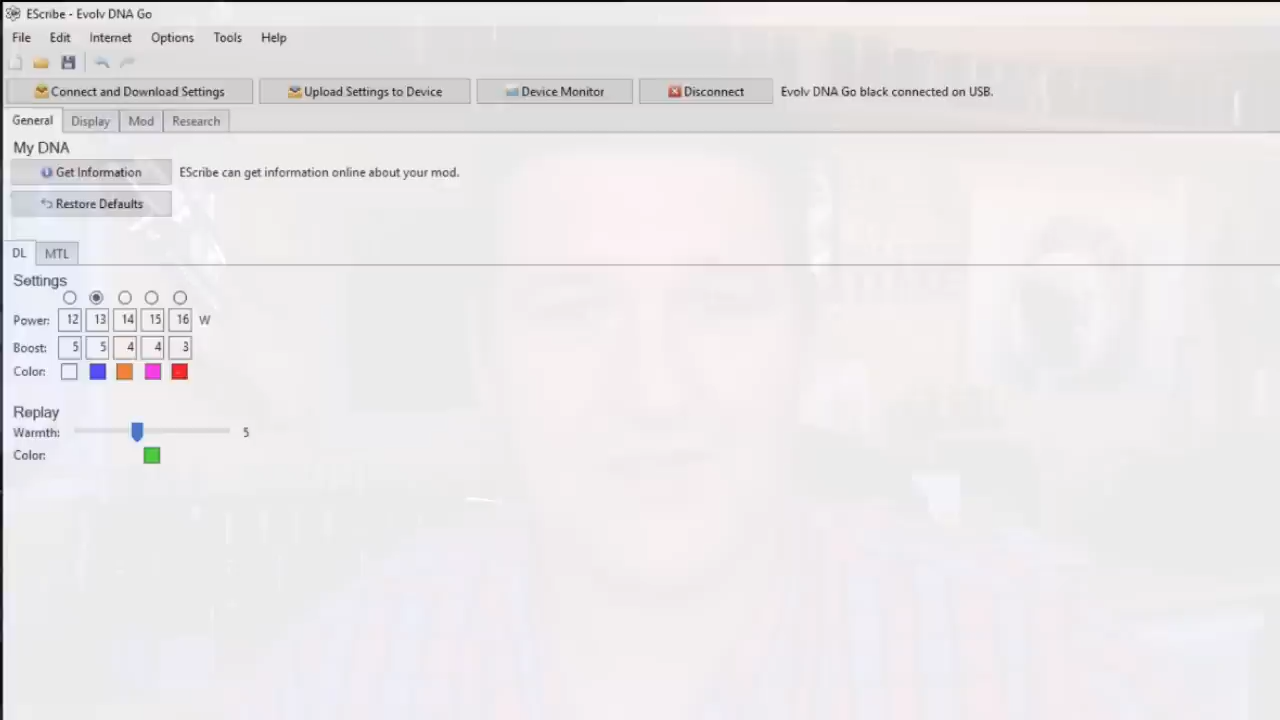 EScribe - Evolv DNA Go
File Edit Internet Options Tools Help
Connect and Download Settings Upload Settings to Device Device Monitor Disconnect Evolv DNA Go black connected on USB.
General Display Mod Research
My DNA
Get Information EScribe can get information online about your mod.
Restore Defaults
DL MTL
Settings
Power: 12 13 14 15 16 W
Boost: 5 5 4 4 3
Color:
Replay
Warmth: 5
Color: